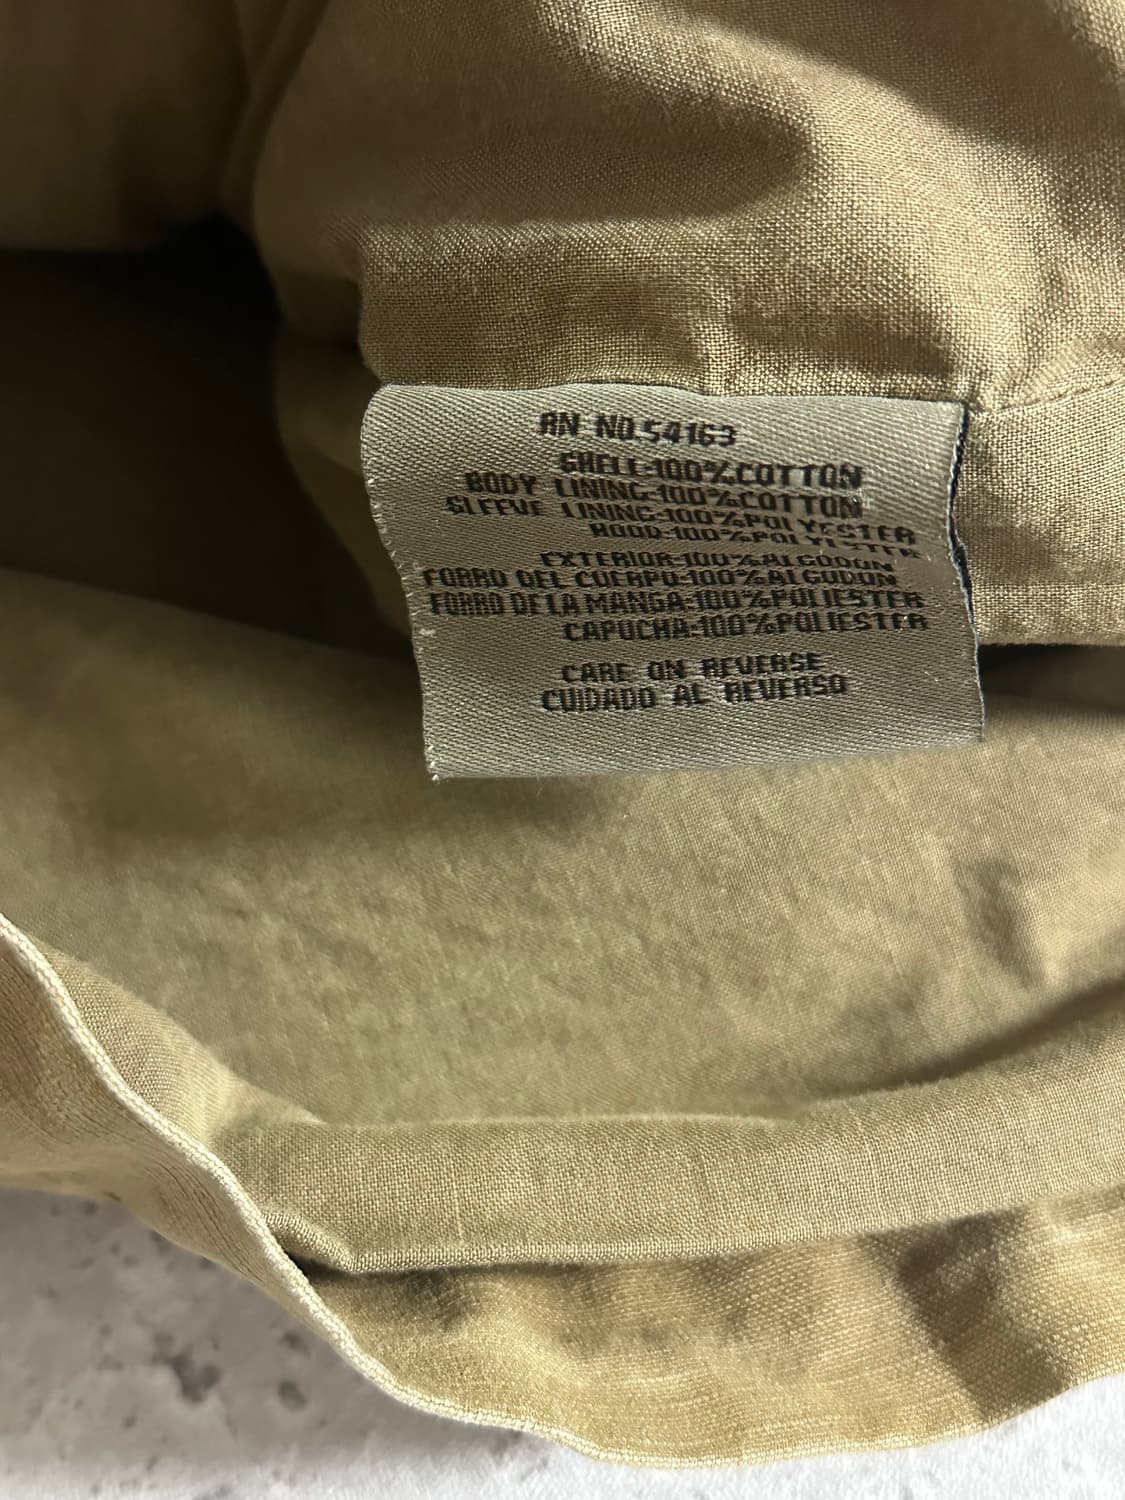 RN NO.54163
SHELL:100%COTTON
BODY LINING:100%COTTON
SLEEVE LINING:100%POLYESTER
HOOD:100%POLYESTER
EXTERIOR:100%ALGODON
FORRO DEL CUERPO:100%ALGODON
FORRO DE LA MANGA:100%POLIESTER
CAPUCHA:100%POLIESTER
CARE ON REVERSE
CUIDADO AL REVERSO